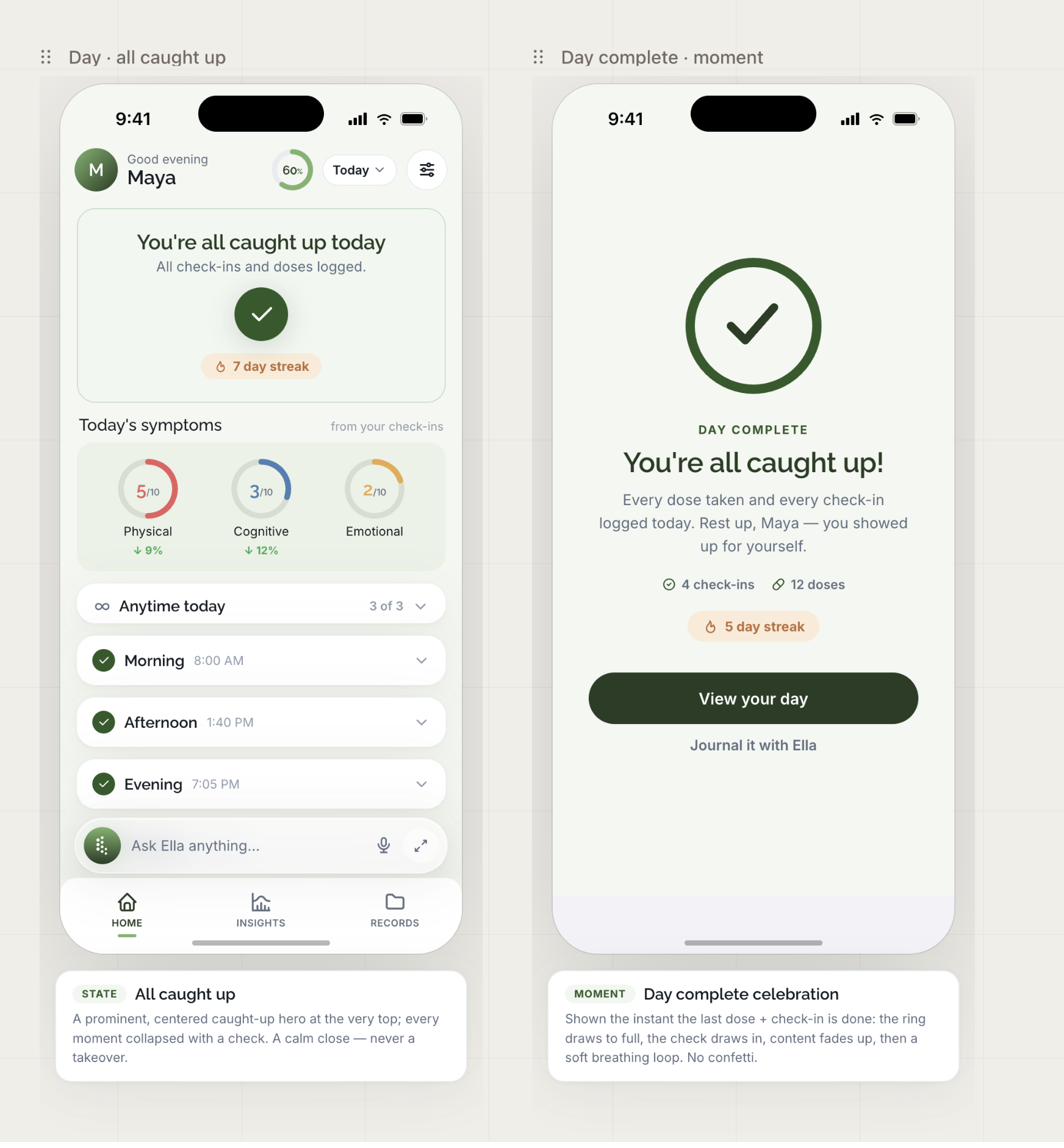 Day · all caught up
9:41
M
Good evening
Maya
60%
Today
You're all caught up today
All check-ins and doses logged.
7 day streak
Today's symptoms
from your check-ins
5/10
3/10
2/10
Physical
Cognitive
Emotional
↓ 9%
↓ 12%
Anytime today
3 of 3
Morning 8:00 AM
Afternoon 1:40 PM
Evening 7:05 PM
Ask Ella anything...
HOME
INSIGHTS
RECORDS
STATE All caught up
A prominent, centered caught-up hero at the very top; every
moment collapsed with a check. A calm close — never a
takeover.
Day complete · moment
9:41
DAY COMPLETE
You're all caught up!
Every dose taken and every check-in
logged today. Rest up, Maya — you showed
up for yourself.
4 check-ins 12 doses
5 day streak
View your day
Journal it with Ella
MOMENT Day complete celebration
Shown the instant the last dose + check-in is done: the ring
draws to full, the check draws in, content fades up, then a
soft breathing loop. No confetti.